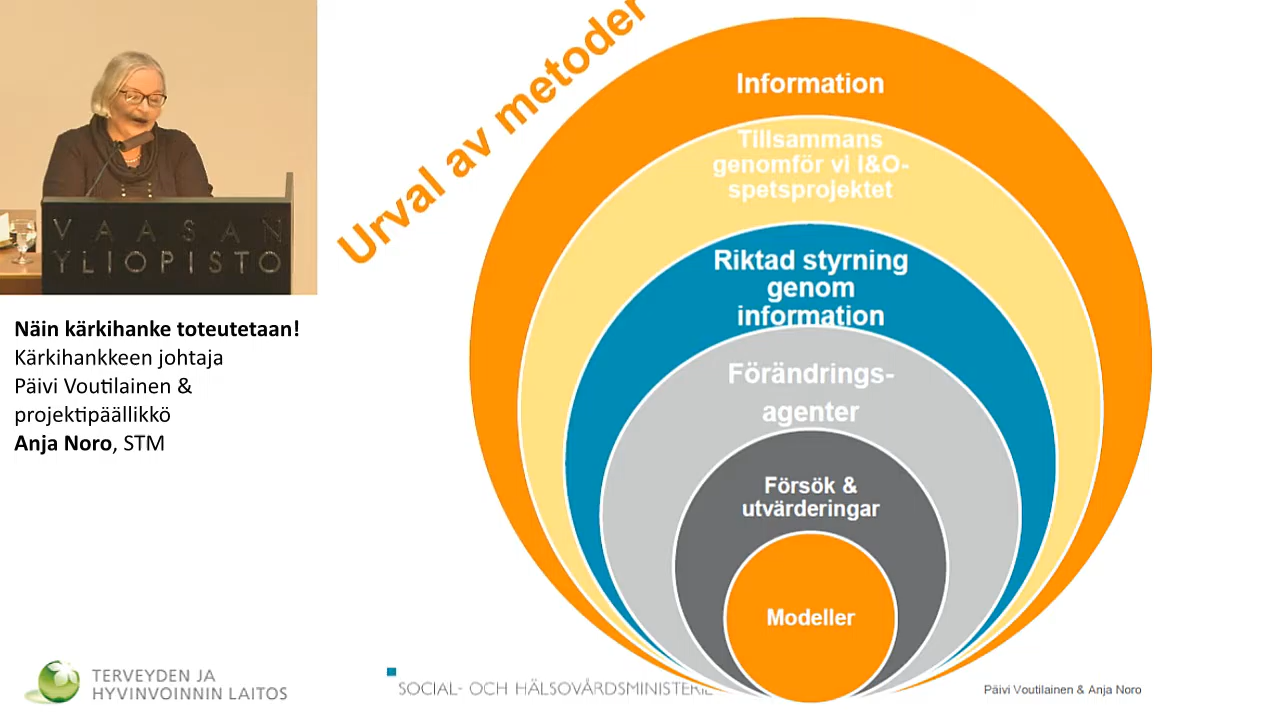 VAASAN
YLIOPISTO
Näin kärkihanke toteutetaan!
Kärkihankkeen johtaja
Päivi Voutilainen &
projektipäällikkö
Anja Noro, STM
TERVEYDEN JA
HYVINVOINNIN LAITOS
Urval av metoder
Information
Tillsammans
genomför vi I&O-
spetsprojektet
Riktad styrning
genom
information
Förändrings-
agenter
Försök &
utvärderingar
Modeller
SOCIAL- OCH HÄLSOVÅRDSMINISTERIE
Päivi Voutilainen & Anja Noro